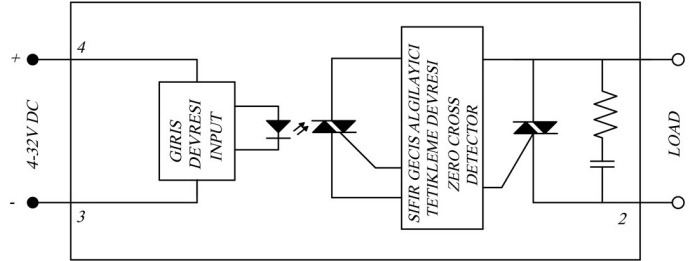 +
4
4-32V DC
-
3
GIRIS
DEVRESI
INPUT
SIFIR GECIS ALGILAYICI
TETIKLEME DEVRESI
ZERO CROSS
DETECTOR
2
LOAD